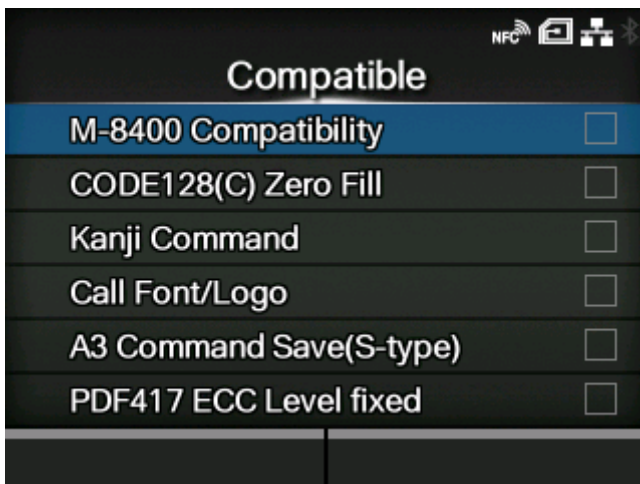 NFC
Compatible
M-8400 Compatibility
CODE128(C) Zero Fill
Kanji Command
Call Font/Logo
A3 Command Save(S-type)
PDF417 ECC Level fixed